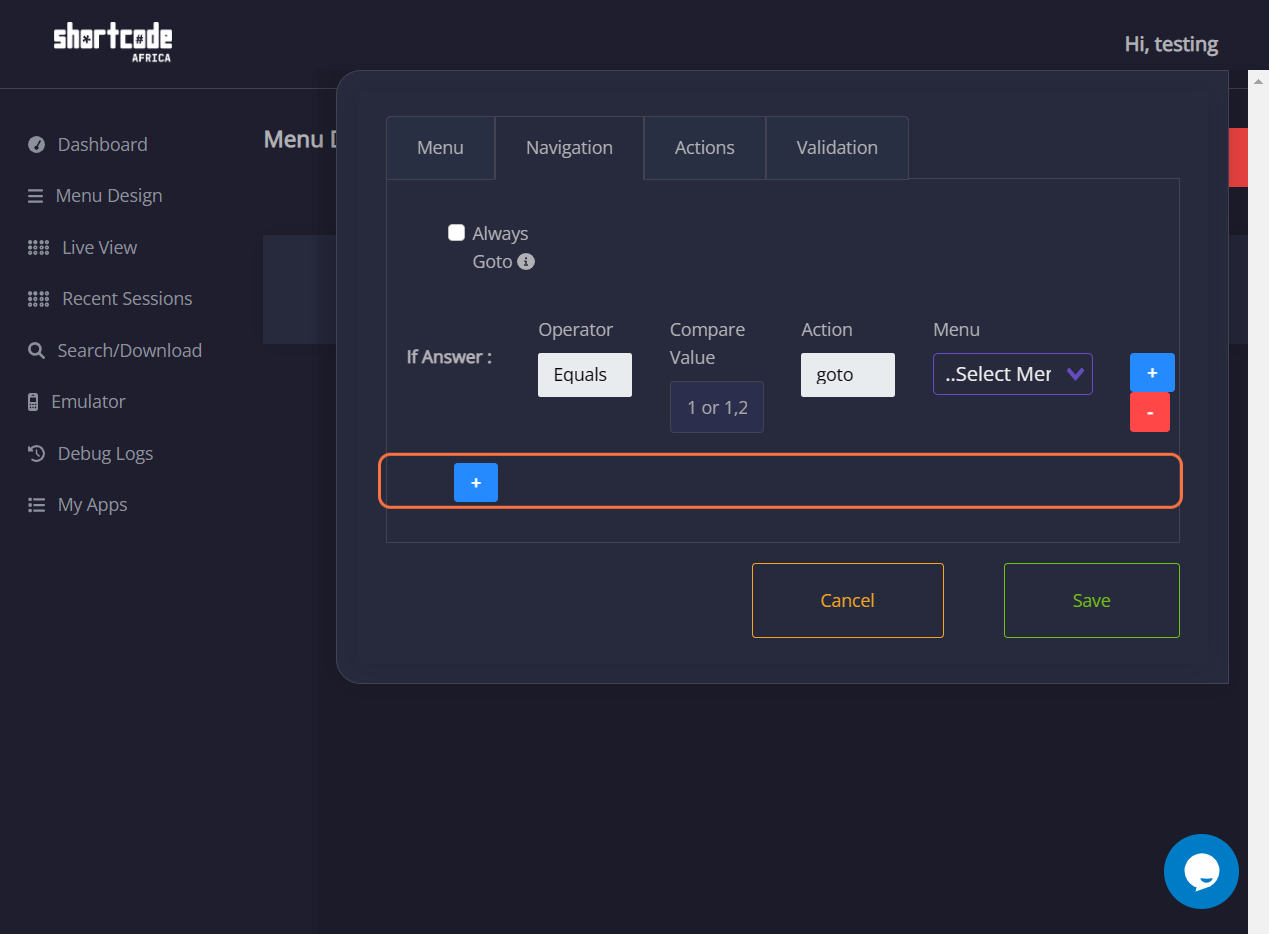 shortcode
AFRICA
Hi, testing
Dashboard
Menu Design
Live View
Recent Sessions
Search/Download
Emulator
Debug Logs
My Apps
Menu
Menu
Navigation
Actions
Validation
Always
Goto
If Answer :
Operator
Equals
Compare
Value
1 or 1,2
Action
goto
Menu
..Select Mer
+
-
+
Cancel
Save